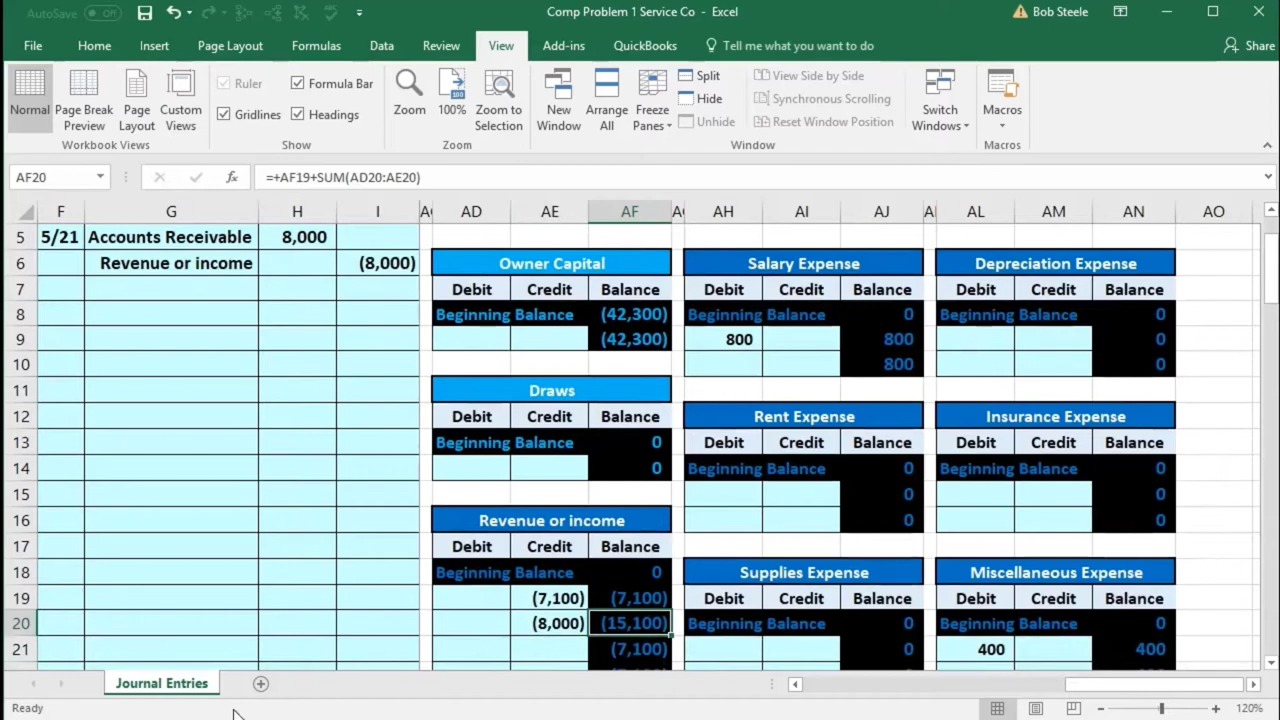 AutoSave Off Comp Problem 1 Service Co - Excel Bob Steele
File Home Insert Page Layout Formulas Data Review View Add-ins QuickBooks Tell me what you want to do Share
Normal Page Break Preview Page Layout Custom Views
Workbook Views
Ruler Formula Bar
Gridlines Headings
Show
Zoom 100% Zoom to Selection
Zoom
New Window Arrange All Freeze Panes
Split
Hide
Unhide
View Side by Side
Synchronous Scrolling
Reset Window Position
Switch Windows
Window
Macros
Macros
AF20 fx =+AF19+SUM(AD20:AE20)
F G H I AD AE AF AH AI AJ AL AM AN AO
5 5/21 Accounts Receivable 8,000
6 Revenue or income (8,000) Owner Capital Salary Expense Depreciation Expense
7 Debit Credit Balance Debit Credit Balance Debit Credit Balance
8 Beginning Balance (42,300) Beginning Balance 0 Beginning Balance 0
9 (42,300) 800 800 0
10 800 0
11 Draws
12 Debit Credit Balance Rent Expense Insurance Expense
13 Beginning Balance 0 Debit Credit Balance Debit Credit Balance
14 0 Beginning Balance 0 Beginning Balance 0
15 0 0
16 Revenue or income 0 0
17 Debit Credit Balance
18 Beginning Balance 0 Supplies Expense Miscellaneous Expense
19 (7,100) (7,100) Debit Credit Balance Debit Credit Balance
20 (8,000) (15,100) Beginning Balance 0 Beginning Balance 0
21 (7,100) 0 400 400
Journal Entries
Ready 120%